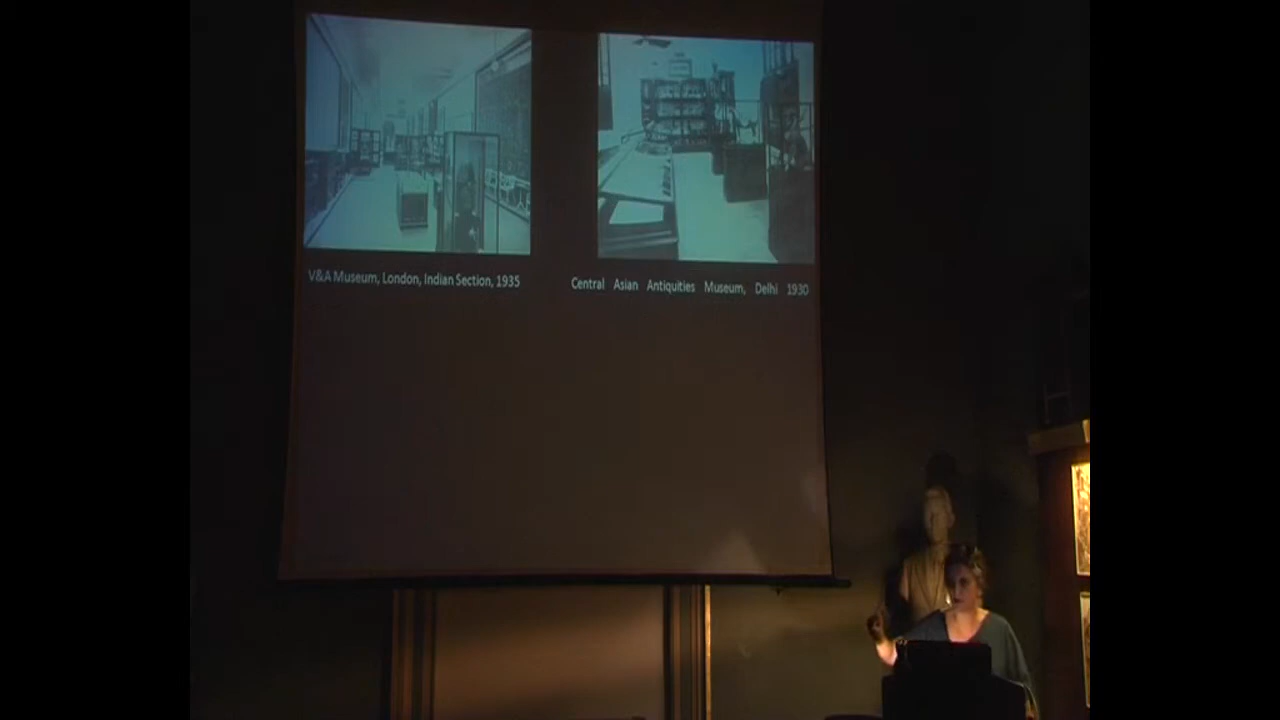 V&A Museum, London, Indian Section, 1935
Central Asian Antiquities Museum, Delhi 1930